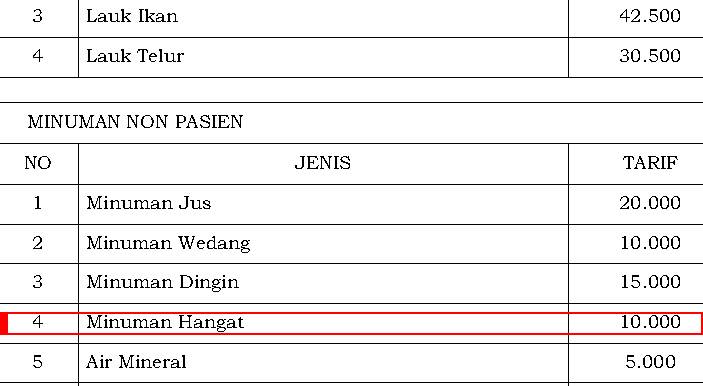 3 Lauk Ikan 42.500
4 Lauk Telur 30.500
MINUMAN NON PASIEN
NO JENIS TARIF
1 Minuman Jus 20.000
2 Minuman Wedang 10.000
3 Minuman Dingin 15.000
4 Minuman Hangat 10.000
5 Air Mineral 5.000